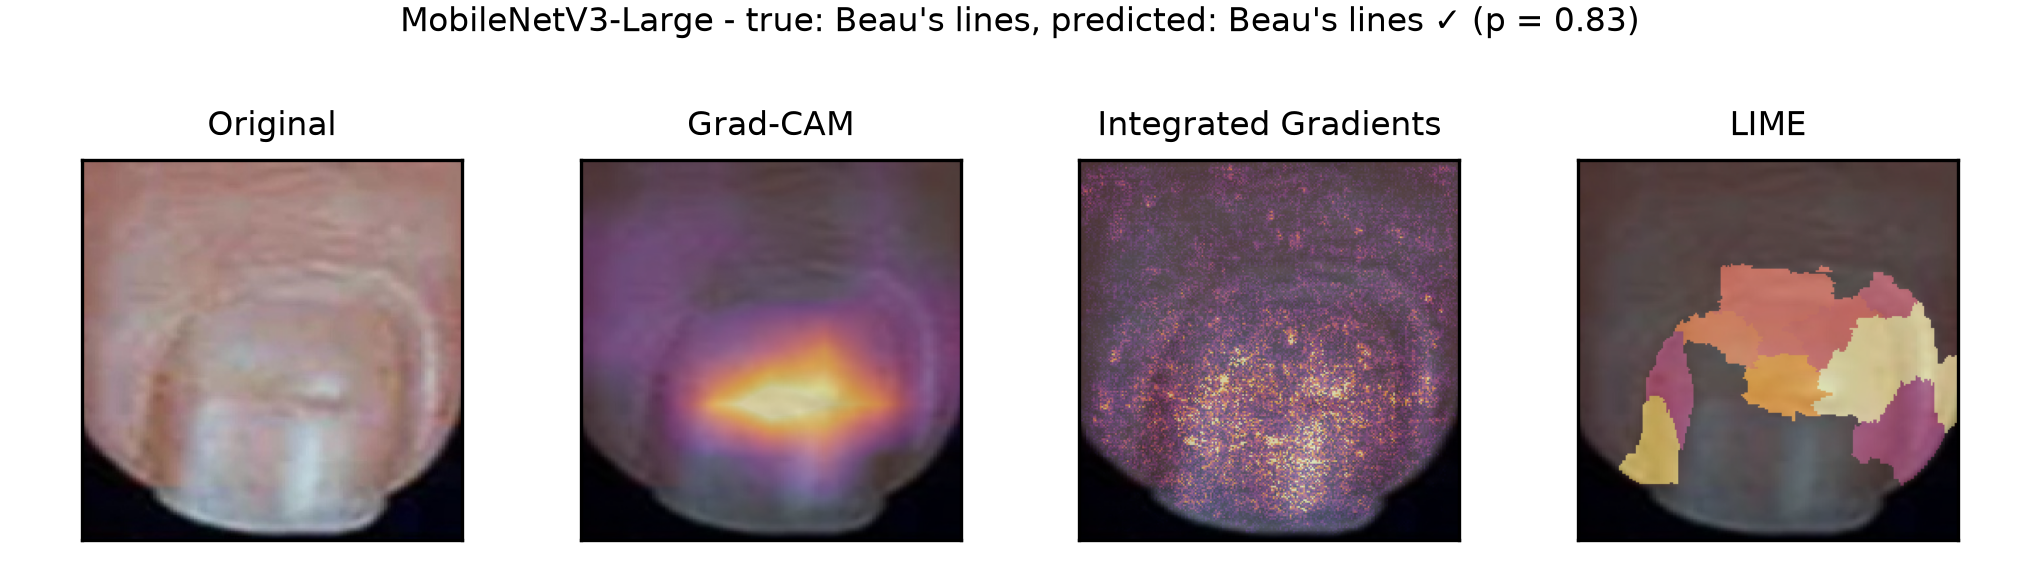 MobileNetV3-Large - true: Beau's lines, predicted: Beau's lines ✓ (p = 0.83)
Original
Grad-CAM
Integrated Gradients
LIME